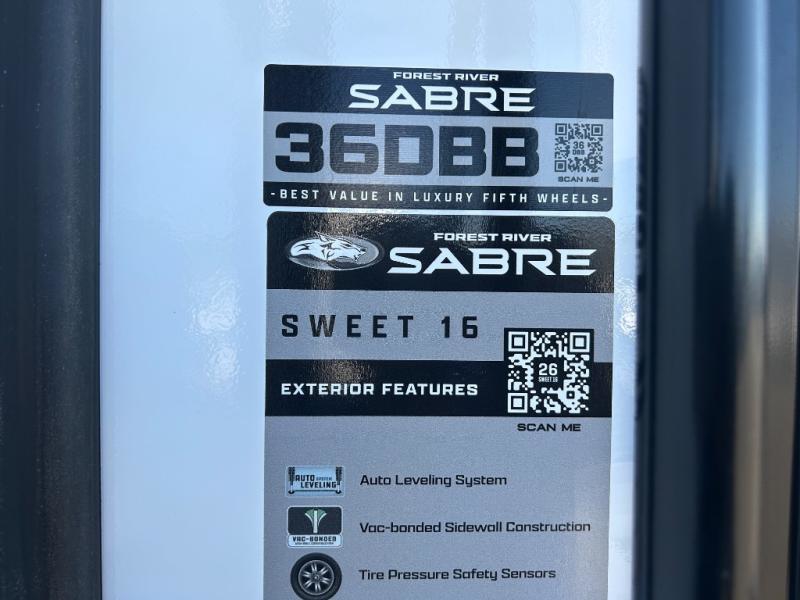 FOREST RIVER
SABRE
36DBB
36
DBB
SCAN ME
-BEST VALUE IN LUXURY FIFTH WHEELS-
FOREST RIVER
SABRE
SWEET 16
26
SWEET 16
EXTERIOR FEATURES
SCAN ME
AUTO SYSTEM
LEVELING
Auto Leveling System
VAC-BONDED
Vac-bonded Sidewall Construction
Tire Pressure Safety Sensors